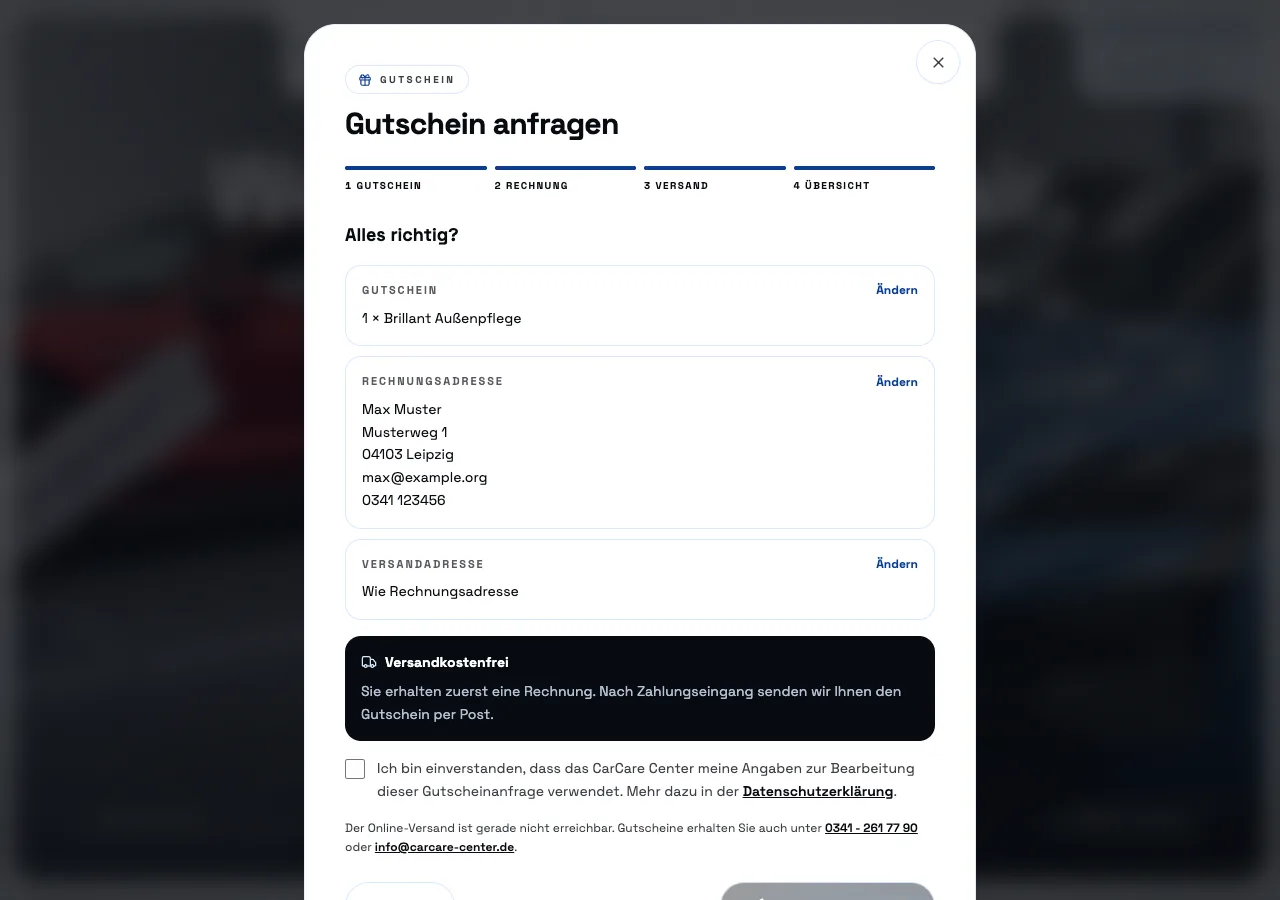 GUTSCHEIN
Gutschein anfragen
1 GUTSCHEIN
2 RECHNUNG
3 VERSAND
4 ÜBERSICHT
Alles richtig?
GUTSCHEIN
Ändern
1 × Brillant Außenpflege
RECHNUNGSADRESSE
Ändern
Max Muster
Musterweg 1
04103 Leipzig
max@example.org
0341 123456
VERSANDADRESSE
Ändern
Wie Rechnungsadresse
Versandkostenfrei
Sie erhalten zuerst eine Rechnung. Nach Zahlungseingang senden wir Ihnen den
Gutschein per Post.
Ich bin einverstanden, dass das CarCare Center meine Angaben zur Bearbeitung
dieser Gutscheinanfrage verwendet. Mehr dazu in der Datenschutzerklärung.
Der Online-Versand ist gerade nicht erreichbar. Gutscheine erhalten Sie auch unter 0341 - 261 77 90
oder info@carcare-center.de.